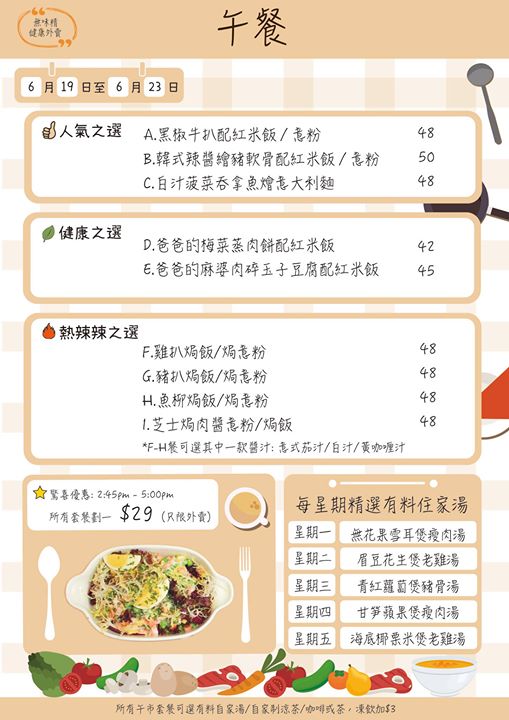 無味精
健康外賣
午餐
6 月 19 日至 6 月 23 日
人氣之選
A.黑椒牛扒配紅米飯/意粉 48
B.韓式辣醬燴豬軟骨配紅米飯/意粉 50
C.白汁菠菜吞拿魚燴意大利麵 48
健康之選
D.爸爸的梅菜蒸肉餅配紅米飯 42
E.爸爸的麻婆肉碎玉子豆腐配紅米飯 45
熱辣辣之選
F.雞扒焗飯/焗意粉 48
G.豬扒焗飯/焗意粉 48
H.魚柳焗飯/焗意粉 48
I.芝士焗肉醬意粉/焗飯 48
*F-H餐可選其中一款醬汁: 意式茄汁/白汁/黃咖喱汁
驚喜優惠: 2:45pm - 5:00pm
所有套餐劃一 $29 (只限外賣)
每星期精選有料住家湯
星期一 無花果雪耳煲瘦肉湯
星期二 眉豆花生煲老雞湯
星期三 青紅蘿蔔煲豬骨湯
星期四 甘筍蘋果煲瘦肉湯
星期五 海底椰粟米煲老雞湯
所有午市套餐可選有料自家湯/自家制涼茶/咖啡或茶，凍飲加$3